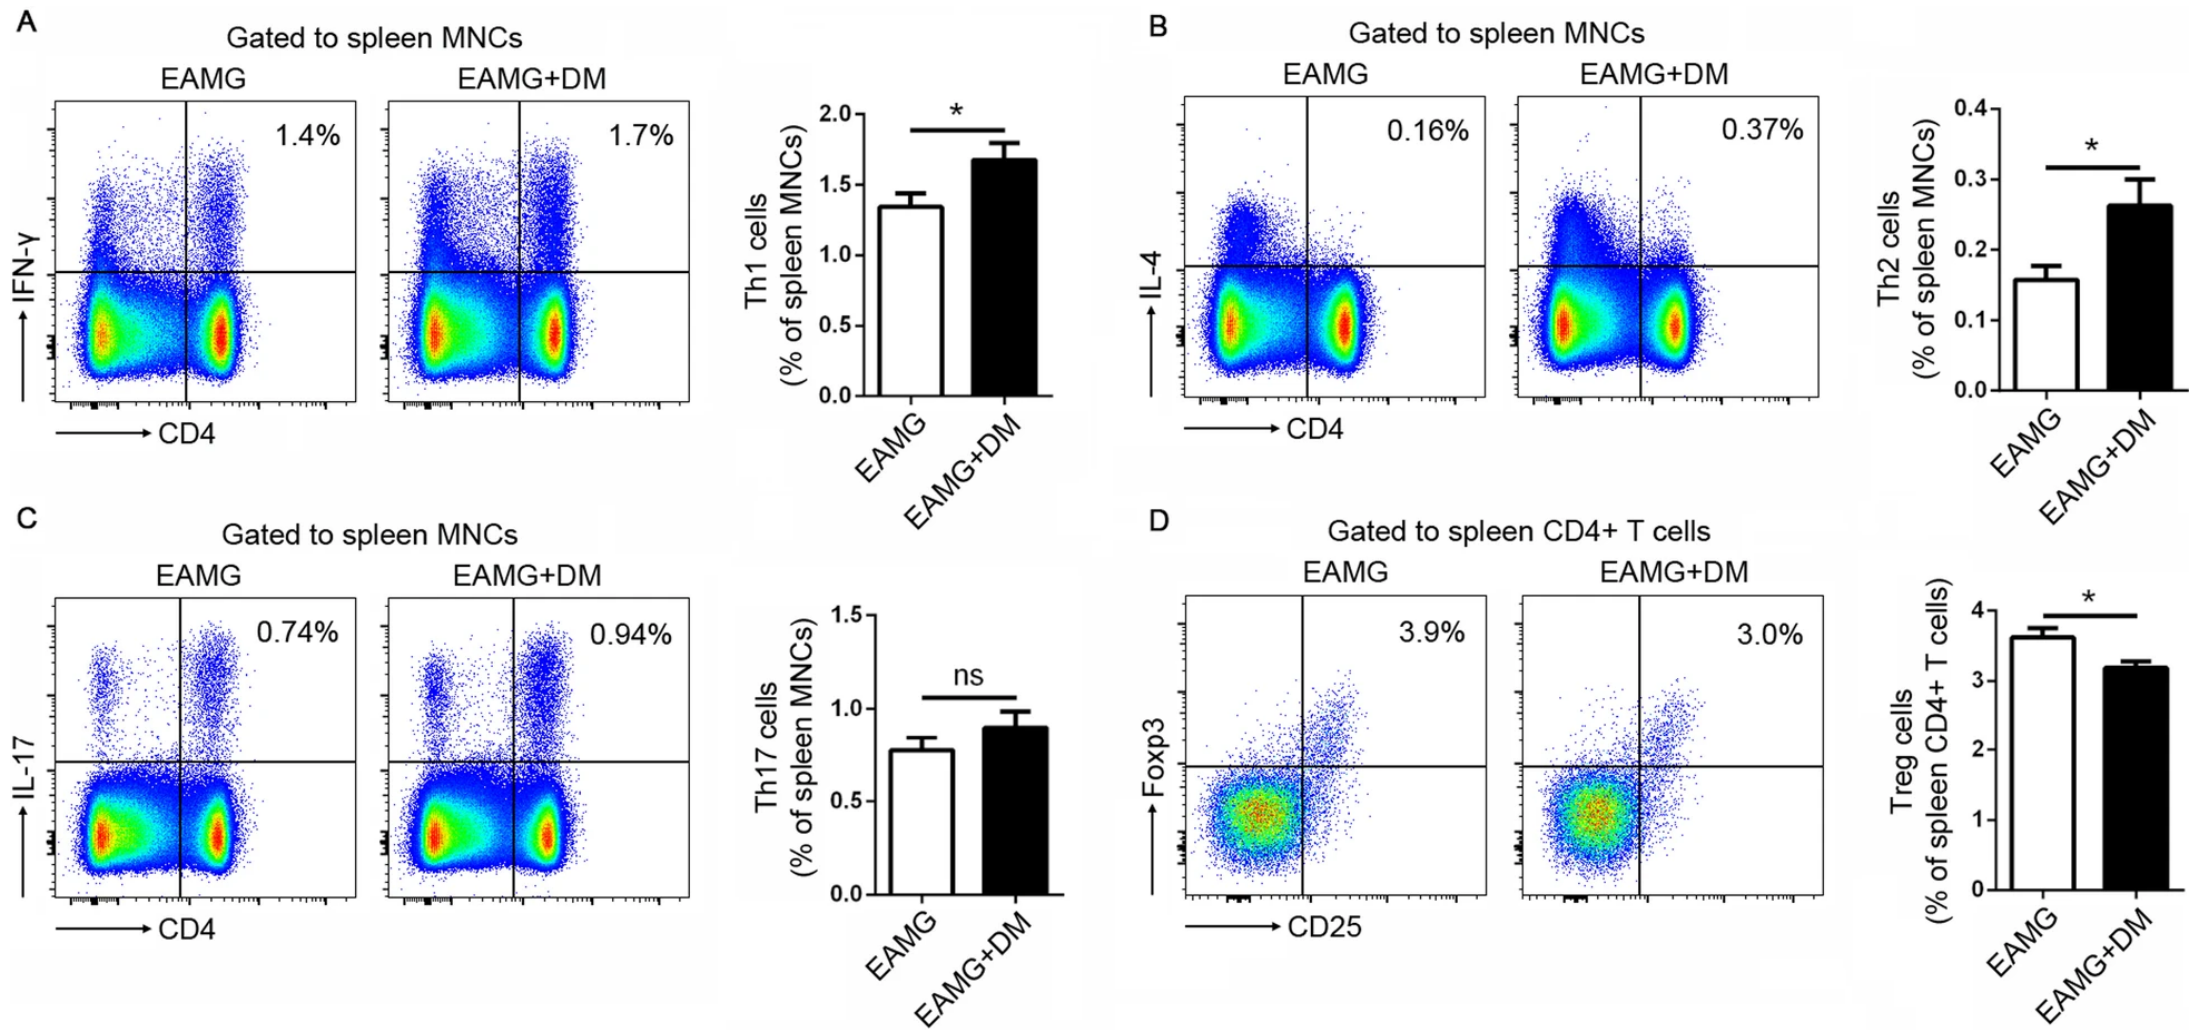 A
Gated to spleen MNCs
EAMG
EAMG+DM
1.4%
1.7%
IFN-γ
CD4
Th1 cells
(% of spleen MNCs)
2.0
1.5
1.0
0.5
0.0
*
EAMG
EAMG+DM
B
Gated to spleen MNCs
EAMG
EAMG+DM
0.16%
0.37%
IL-4
CD4
Th2 cells
(% of spleen MNCs)
0.4
0.3
0.2
0.1
0.0
*
EAMG
EAMG+DM
C
Gated to spleen MNCs
EAMG
EAMG+DM
0.74%
0.94%
IL-17
CD4
Th17 cells
(% of spleen MNCs)
1.5
1.0
0.5
0.0
ns
EAMG
EAMG+DM
D
Gated to spleen CD4+ T cells
EAMG
EAMG+DM
3.9%
3.0%
Foxp3
CD25
Treg cells
(% of spleen CD4+ T cells)
4
3
2
1
0
*
EAMG
EAMG+DM